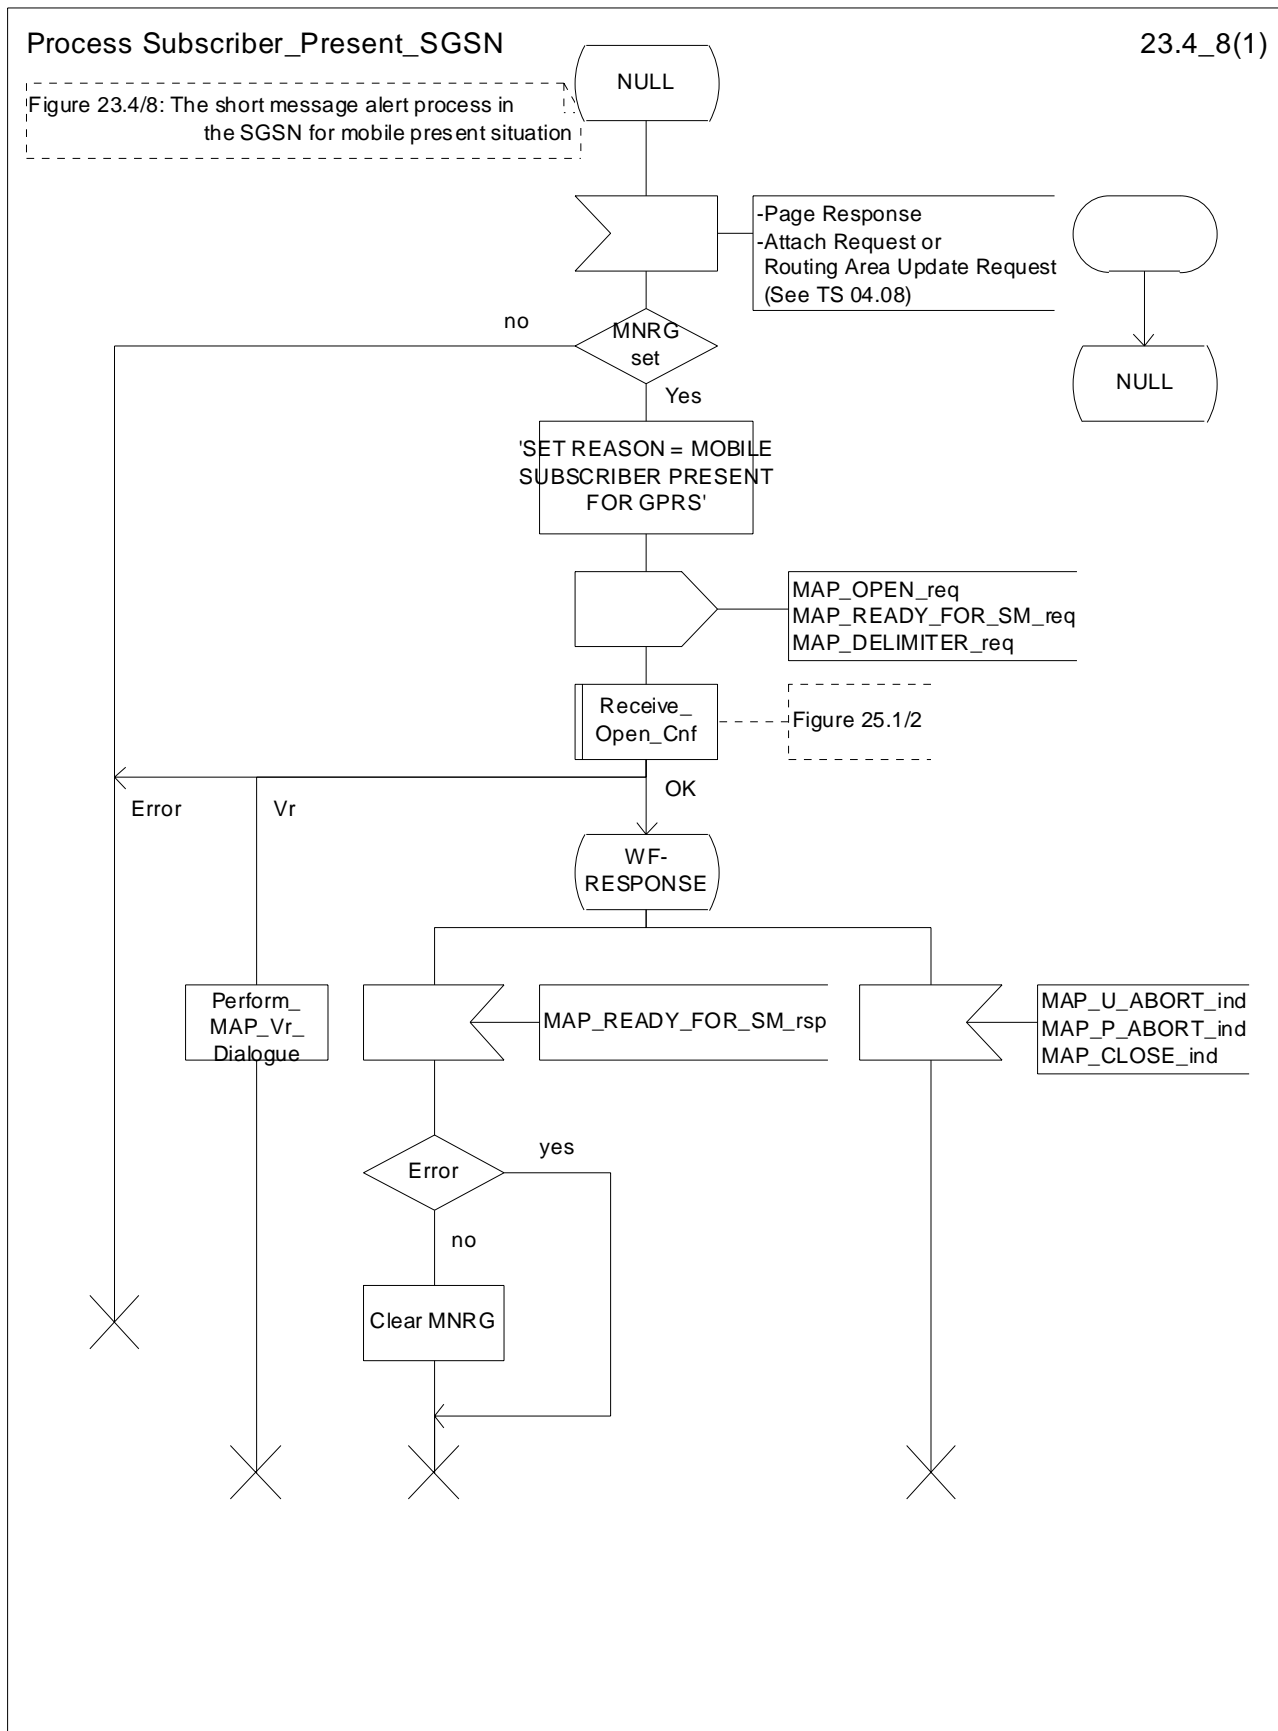 Process Subscriber_Present_SGSN
23.4_8(1)
NULL
Figure 23.4/8: The short message alert process in
the SGSN for mobile present situation
-Page Response
-Attach Request or
Routing Area Update Request
(See TS 04.08)
no
MNRG
set
NULL
Yes
'SET REASON = MOBILE
SUBSCRIBER PRESENT
FOR GPRS'
MAP_OPEN_req
MAP_READY_FOR_SM_req
MAP_DELIMITER_req
Receive_
Open_Cnf
Figure 25.1/2
Error
Vr
OK
WF-
RESPONSE
Perform_
MAP_Vr_
Dialogue
MAP_READY_FOR_SM_rsp
MAP_U_ABORT_ind
MAP_P_ABORT_ind
MAP_CLOSE_ind
Error
yes
no
Clear MNRG